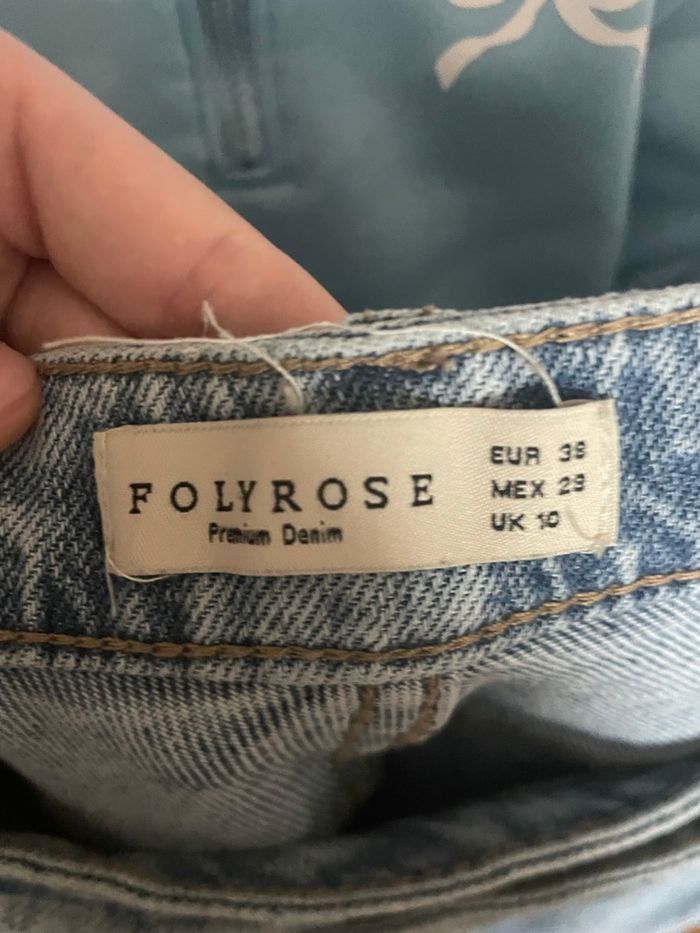 FOLYROSE
Premium Denim
EUR 38
MEX 28
UK 10